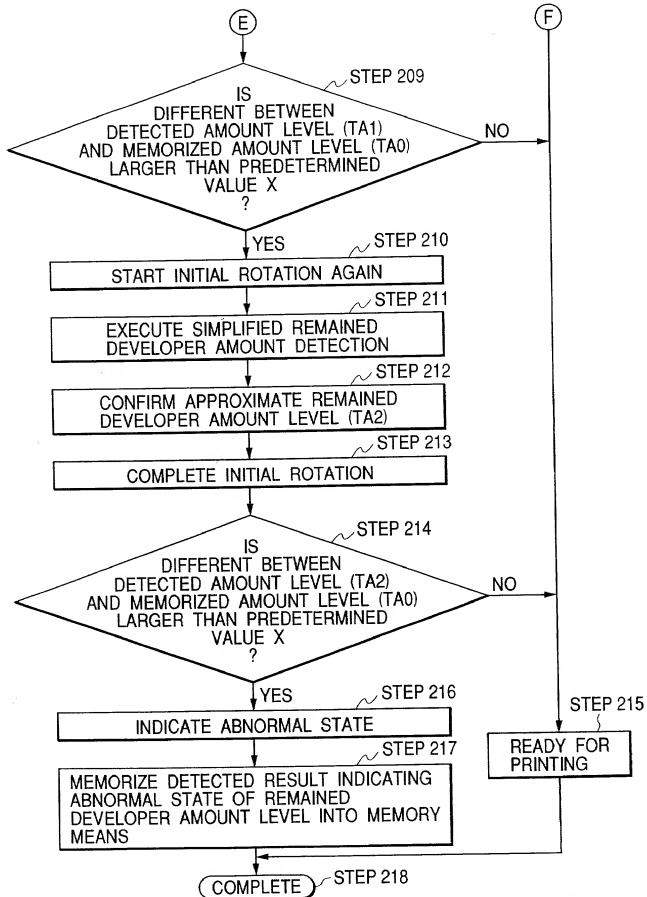 E
F
STEP 209
IS
DIFFERENT BETWEEN
DETECTED AMOUNT LEVEL (TA1)
AND MEMORIZED AMOUNT LEVEL (TA0)
LARGER THAN PREDETERMINED
VALUE X
?
NO
YES
STEP 210
START INITIAL ROTATION AGAIN
STEP 211
EXECUTE SIMPLIFIED REMAINED
DEVELOPER AMOUNT DETECTION
STEP 212
CONFIRM APPROXIMATE REMAINED
DEVELOPER AMOUNT LEVEL (TA2)
STEP 213
COMPLETE INITIAL ROTATION
STEP 214
IS
DIFFERENT BETWEEN
DETECTED AMOUNT LEVEL (TA2)
AND MEMORIZED AMOUNT LEVEL (TA0)
LARGER THAN PREDETERMINED
VALUE X
?
NO
YES
STEP 216
INDICATE ABNORMAL STATE
STEP 215
READY FOR
PRINTING
STEP 217
MEMORIZE DETECTED RESULT INDICATING
ABNORMAL STATE OF REMAINED
DEVELOPER AMOUNT LEVEL INTO MEMORY
MEANS
COMPLETE
STEP 218